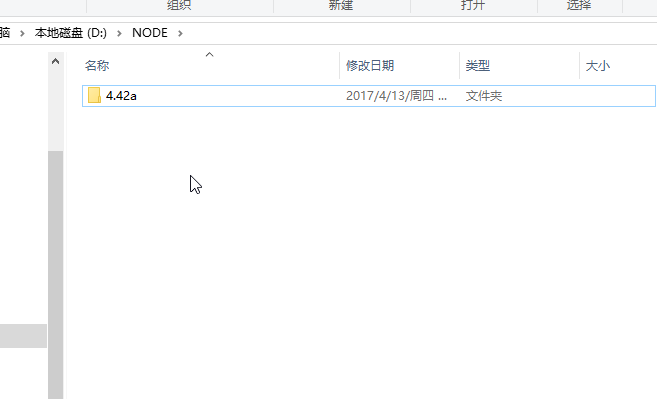 组织 新建 打开 选择
脑 › 本地磁盘 (D:) › NODE ›
名称 修改日期 类型 大小
4.42a 2017/4/13/周四 ... 文件夹